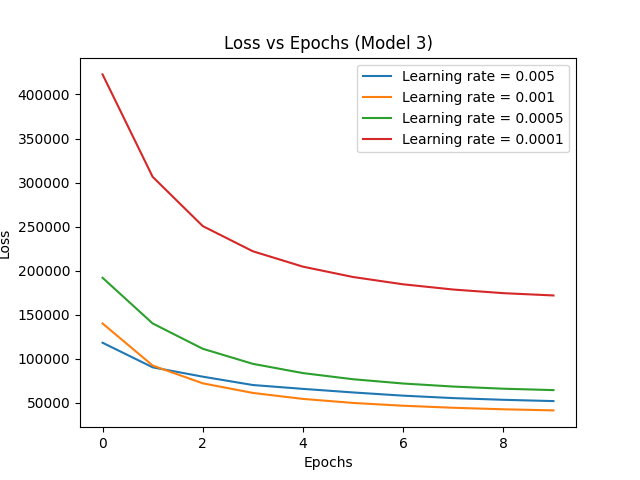 Loss vs Epochs (Model 3)
Learning rate = 0.005
Learning rate = 0.001
Learning rate = 0.0005
Learning rate = 0.0001
400000
350000
300000
250000
200000
150000
100000
50000
Loss
0 2 4 6 8
Epochs